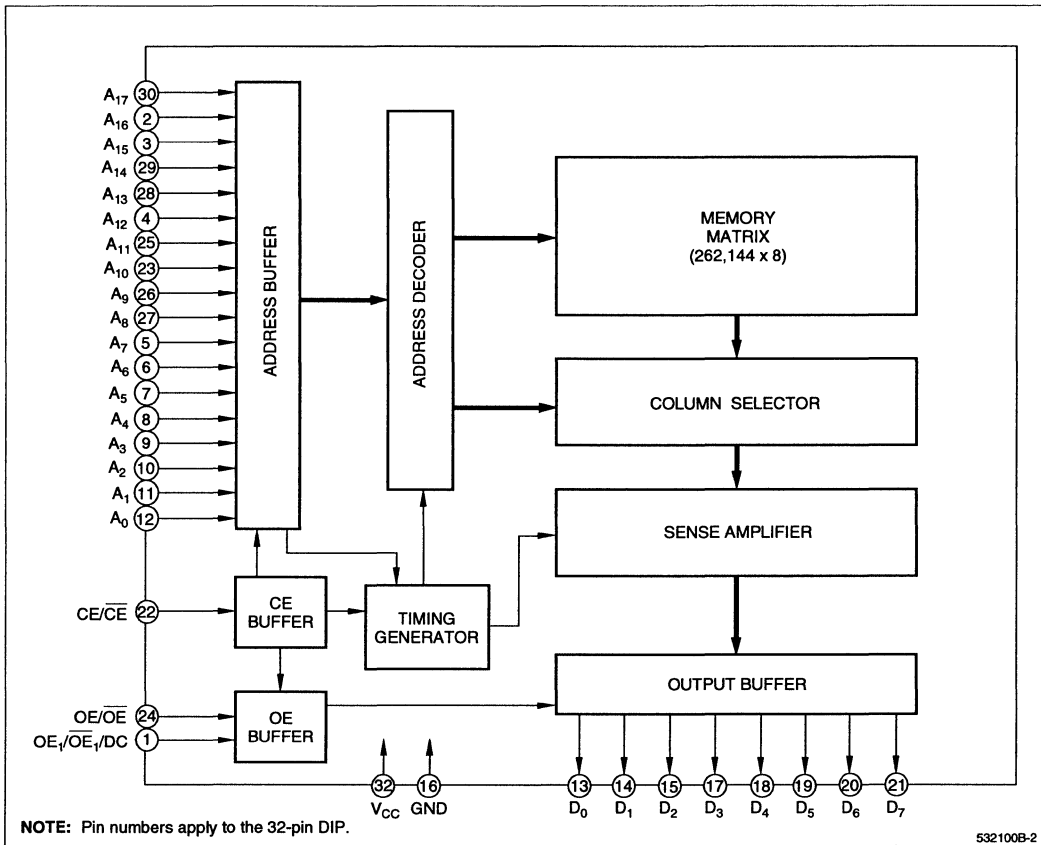 A17 30
A16 2
A15 3
A14 29
A13 28
A12 4
A11 25
A10 23
A9 26
A8 27
A7 5
A6 6
A5 7
A4 8
A3 9
A2 10
A1 11
A0 12
CE/C̅E̅ 22
OE/O̅E̅ 24
OE1/O̅E̅1/DC 1
ADDRESS BUFFER
ADDRESS DECODER
MEMORY
MATRIX
(262,144 x 8)
COLUMN SELECTOR
SENSE AMPLIFIER
CE
BUFFER
TIMING
GENERATOR
OE
BUFFER
OUTPUT BUFFER
32 16 13 14 15 17 18 19 20 21
VCC GND D0 D1 D2 D3 D4 D5 D6 D7
NOTE: Pin numbers apply to the 32-pin DIP.
532100B-2